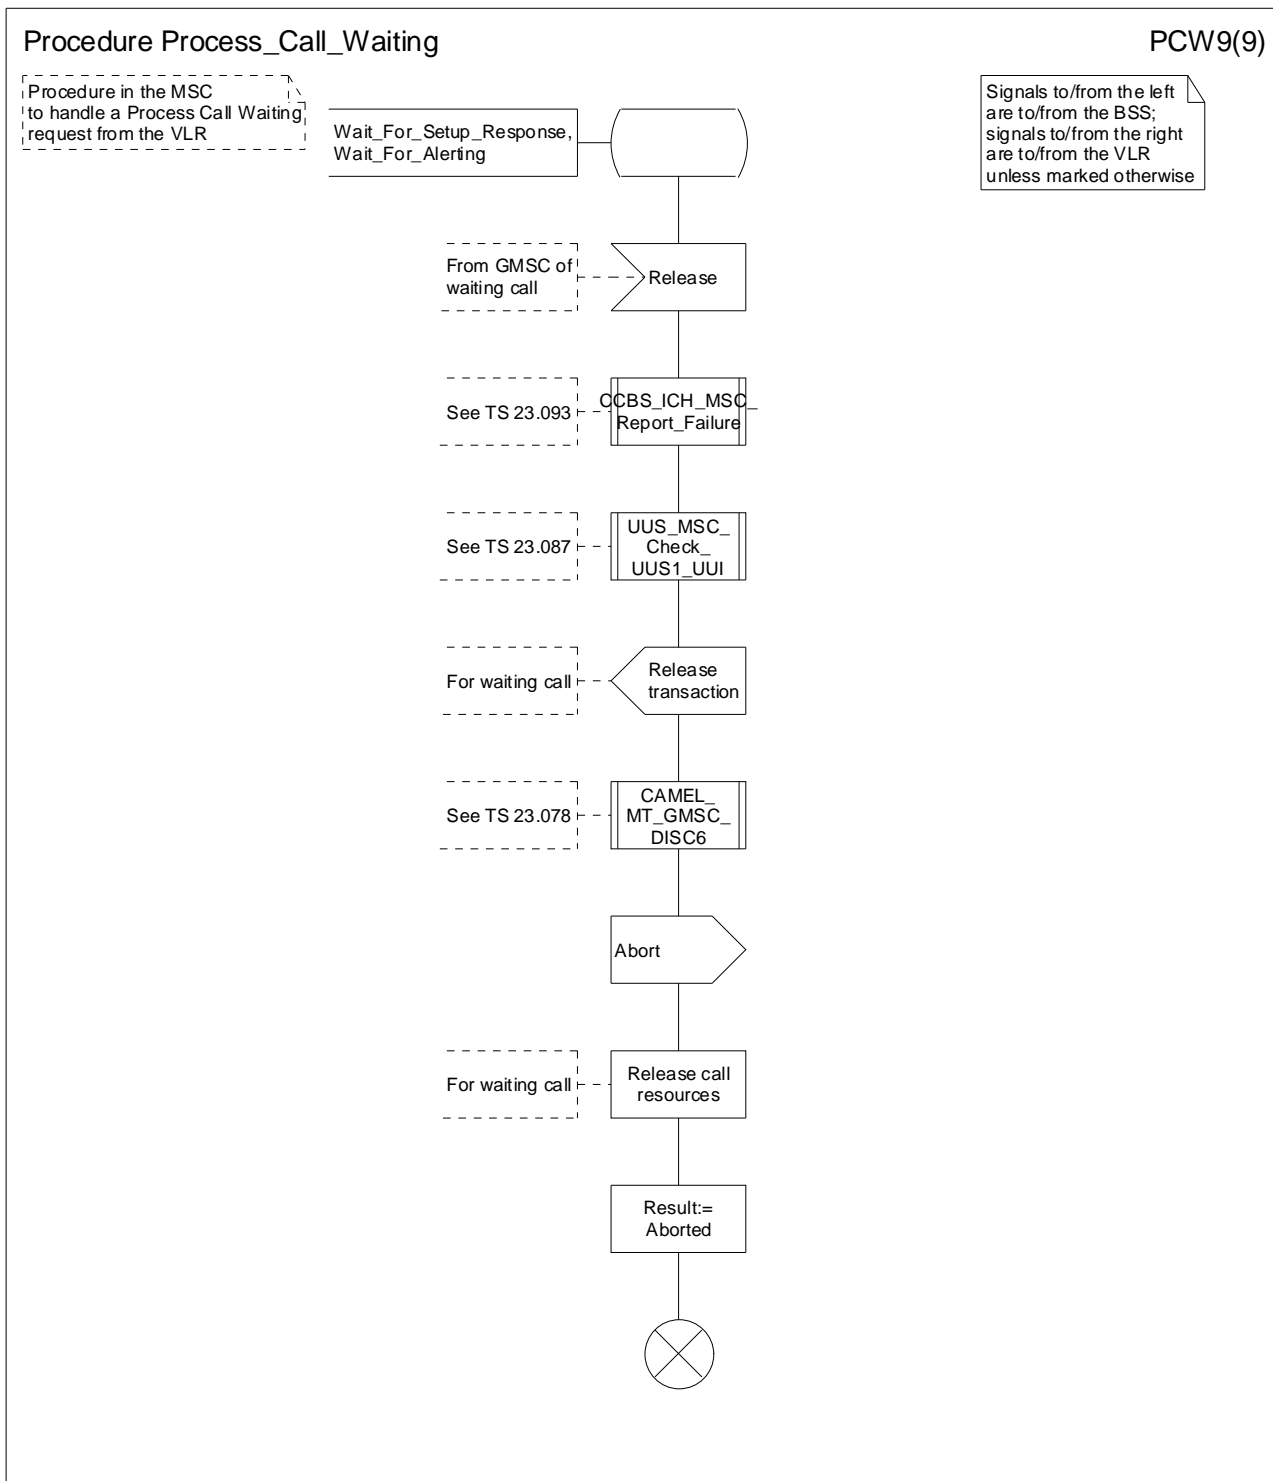 Procedure Process_Call_Waiting
PCW9(9)
Procedure in the MSC
to handle a Process Call Waiting
request from the VLR
Signals to/from the left
are to/from the BSS;
signals to/from the right
are to/from the VLR
unless marked otherwise
Wait_For_Setup_Response,
Wait_For_Alerting
From GMSC of
waiting call
Release
See TS 23.093
CCBS_ICH_MSC_
Report_Failure
See TS 23.087
UUS_MSC_
Check_
UUS1_UUI
For waiting call
Release
transaction
See TS 23.078
CAMEL_
MT_GMSC_
DISC6
Abort
For waiting call
Release call
resources
Result:=
Aborted